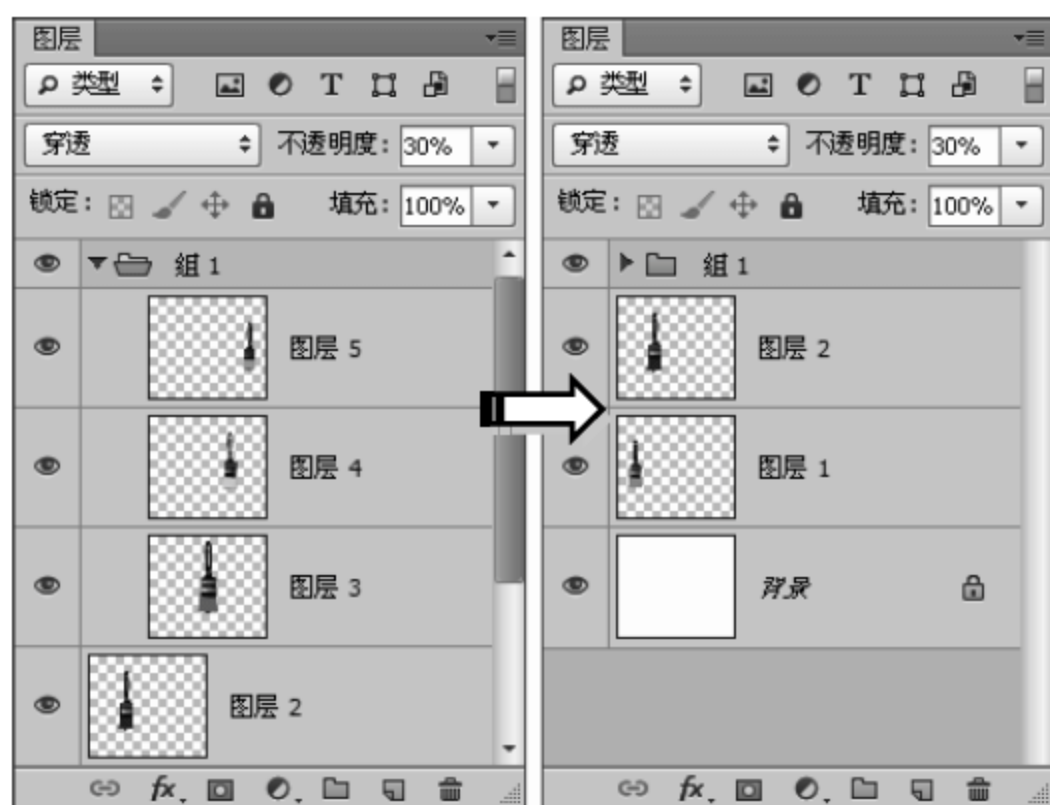 图层
类型
穿透 不透明度: 30%
锁定: 填充: 100%
组 1
图层 5
图层 4
图层 3
图层 2
fx
图层
类型
穿透 不透明度: 30%
锁定: 填充: 100%
组 1
图层 2
图层 1
背景
fx